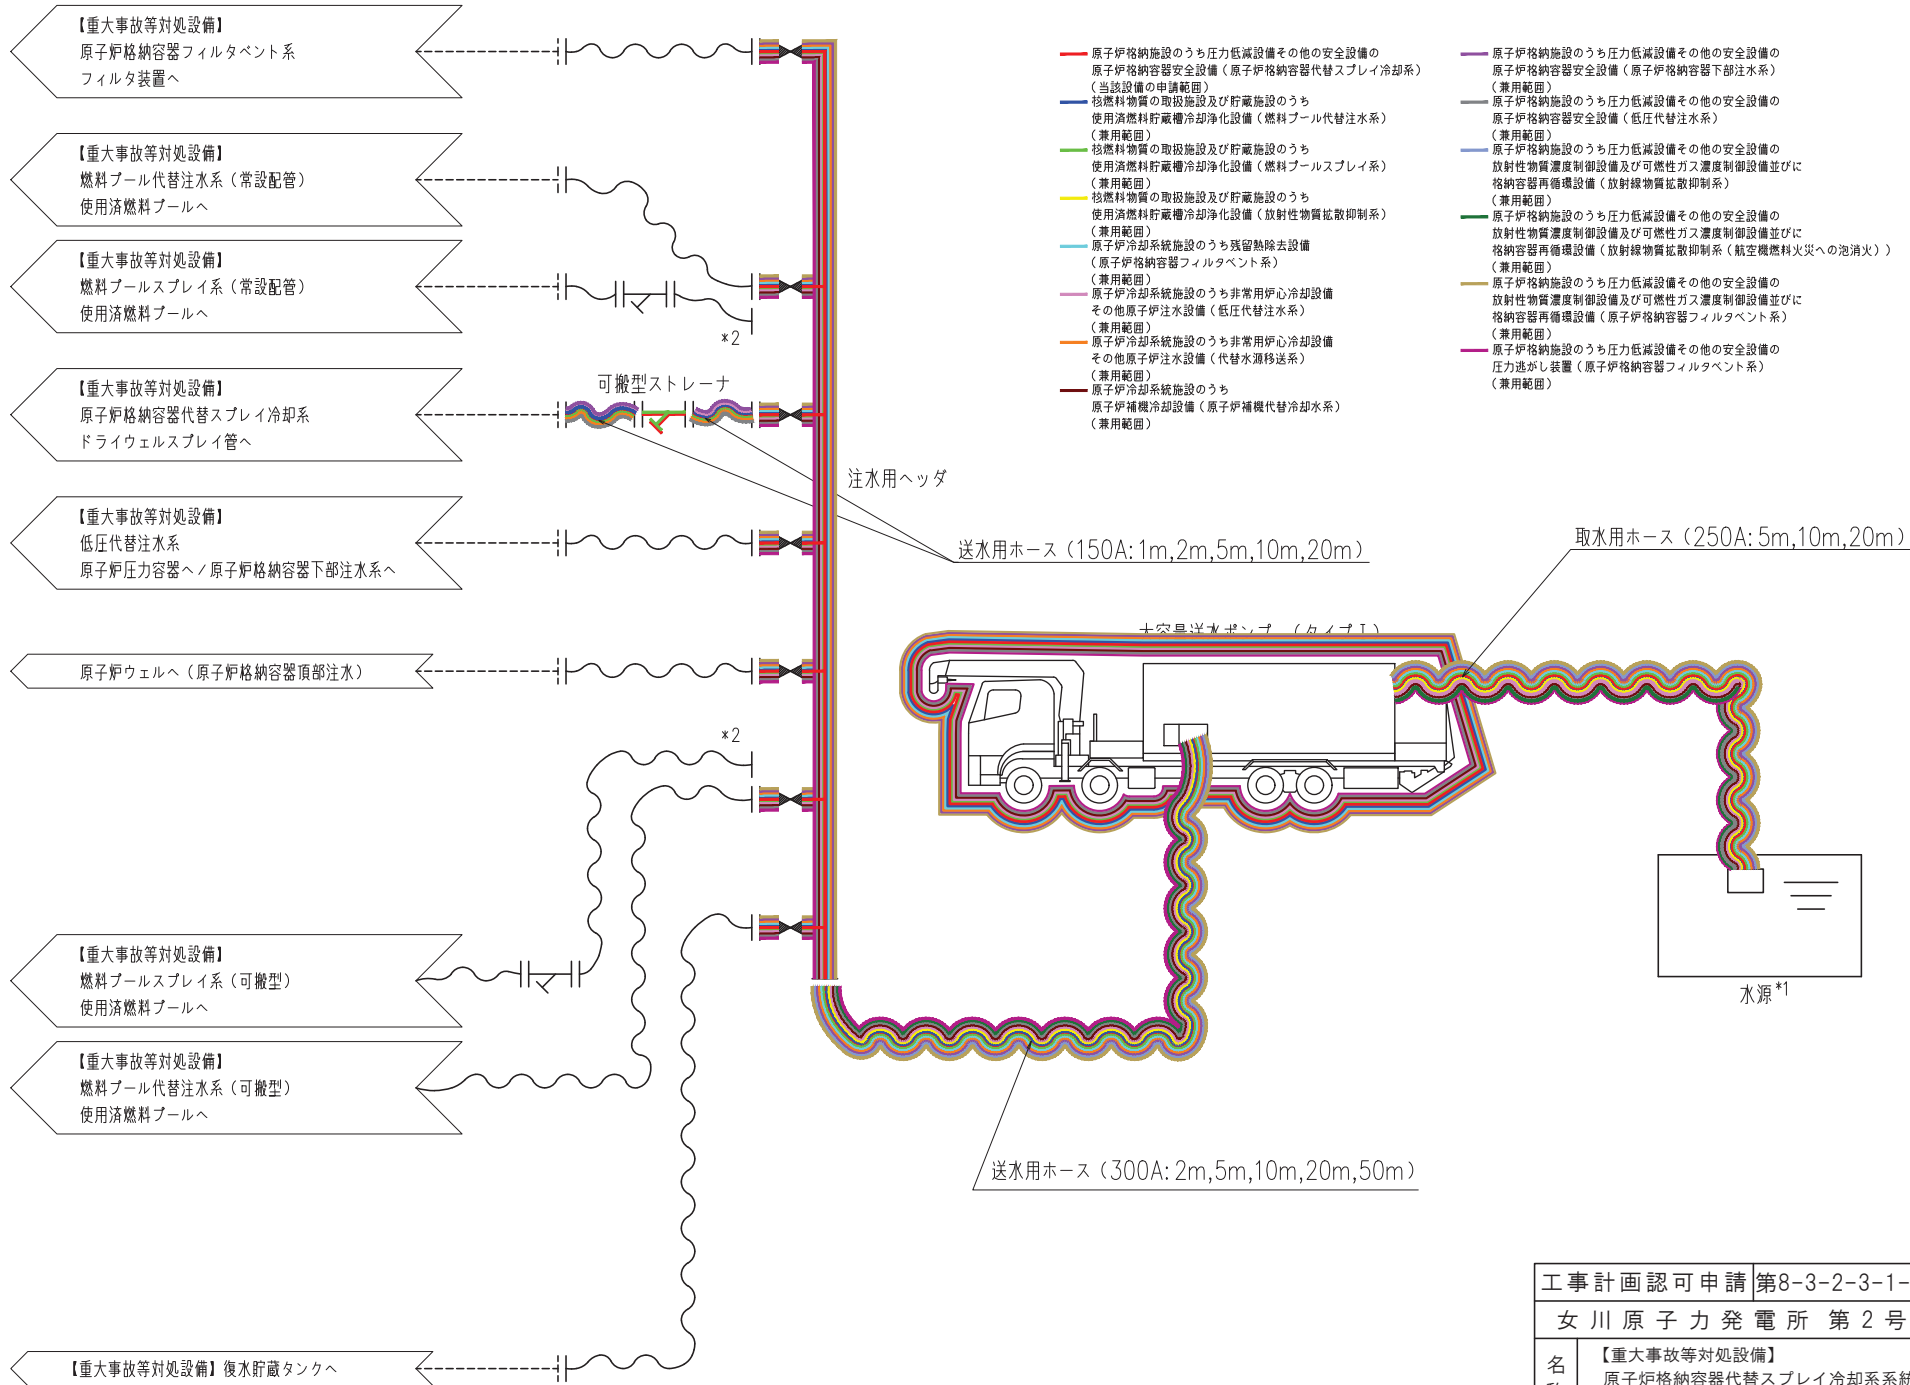 【重大事故等対処設備】
原子炉格納容器フィルタベント系
フィルタ装置へ
【重大事故等対処設備】
燃料プール代替注水系（常設配管）
使用済燃料プールへ
【重大事故等対処設備】
燃料プールスプレイ系（常設配管）
使用済燃料プールへ
*2
【重大事故等対処設備】
原子炉格納容器代替スプレイ冷却系
ドライウェルスプレイ管へ
可搬型ストレーナ
注水用ヘッダ
【重大事故等対処設備】
低圧代替注水系
原子炉圧力容器へ/原子炉格納容器下部注水系へ
原子炉ウェルへ（原子炉格納容器頂部注水）
*2
【重大事故等対処設備】
燃料プールスプレイ系（可搬型）
使用済燃料プールへ
【重大事故等対処設備】
燃料プール代替注水系（可搬型）
使用済燃料プールへ
【重大事故等対処設備】復水貯蔵タンクへ
原子炉格納施設のうち圧力低減設備その他の安全設備の
原子炉格納容器安全設備（原子炉格納容器代替スプレイ冷却系）
（当該設備の申請範囲）
核燃料物質の取扱施設及び貯蔵施設のうち
使用済燃料貯蔵槽冷却浄化設備（燃料プール代替注水系）
（兼用範囲）
核燃料物質の取扱施設及び貯蔵施設のうち
使用済燃料貯蔵槽冷却浄化設備（燃料プールスプレイ系）
（兼用範囲）
核燃料物質の取扱施設及び貯蔵施設のうち
使用済燃料貯蔵槽冷却浄化設備（放射性物質拡散抑制系）
（兼用範囲）
原子炉冷却系統施設のうち残留熱除去設備
（原子炉格納容器フィルタベント系）
（兼用範囲）
原子炉冷却系統施設のうち非常用炉心冷却設備
その他原子炉注水設備（低圧代替注水系）
（兼用範囲）
原子炉冷却系統施設のうち非常用炉心冷却設備
その他原子炉注水設備（代替水源移送系）
（兼用範囲）
原子炉冷却系統施設のうち
原子炉補機冷却設備（原子炉補機代替冷却水系）
（兼用範囲）
原子炉格納施設のうち圧力低減設備その他の安全設備の
原子炉格納容器安全設備（原子炉格納容器下部注水系）
（兼用範囲）
原子炉格納施設のうち圧力低減設備その他の安全設備の
原子炉格納容器安全設備（低圧代替注水系）
（兼用範囲）
原子炉格納施設のうち圧力低減設備その他の安全設備の
放射性物質濃度制御設備及び可燃性ガス濃度制御設備並びに
格納容器再循環設備（放射線物質拡散抑制系）
（兼用範囲）
原子炉格納施設のうち圧力低減設備その他の安全設備の
放射性物質濃度制御設備及び可燃性ガス濃度制御設備並びに
格納容器再循環設備（放射線物質拡散抑制系（航空機燃料火災への泡消火））
（兼用範囲）
原子炉格納施設のうち圧力低減設備その他の安全設備の
放射性物質濃度制御設備及び可燃性ガス濃度制御設備並びに
格納容器再循環設備（原子炉格納容器フィルタベント系）
（兼用範囲）
原子炉格納施設のうち圧力低減設備その他の安全設備の
圧力逃がし装置（原子炉格納容器フィルタベント系）
（兼用範囲）
送水用ホース（150A:1m,2m,5m,10m,20m）
取水用ホース（250A:5m,10m,20m）
大容量送水ポンプ （タイプⅠ）
水源*1
送水用ホース（300A:2m,5m,10m,20m,50m）
工事計画認可申請 第8-3-2-3-1-
女川原子力発電所 第2号
名
【重大事故等対処設備】
原子炉格納容器代替スプレイ冷却系系統